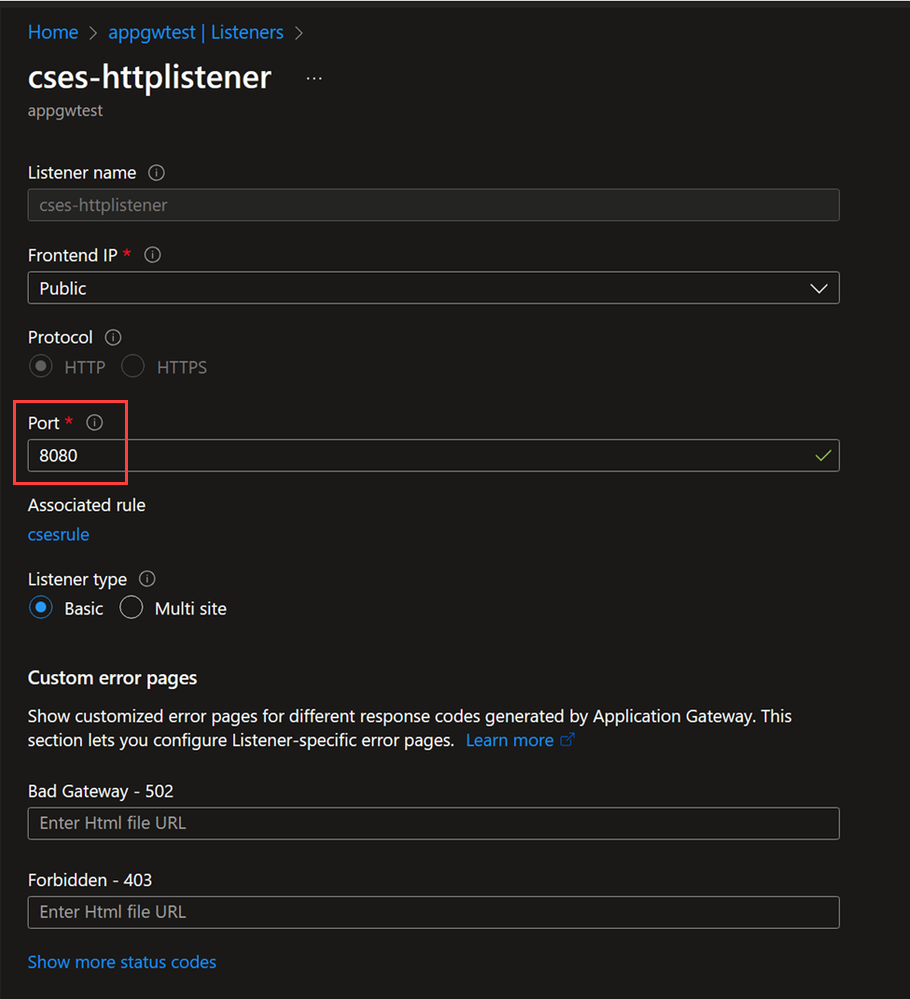 Home > appgwtest | Listeners >
cses-httplistener ...
appgwtest
Listener name
cses-httplistener
Frontend IP *
Public
Protocol
HTTP HTTPS
Port *
8080
Associated rule
csesrule
Listener type
Basic Multi site
Custom error pages
Show customized error pages for different response codes generated by Application Gateway. This
section lets you configure Listener-specific error pages. Learn more
Bad Gateway - 502
Enter Html file URL
Forbidden - 403
Enter Html file URL
Show more status codes